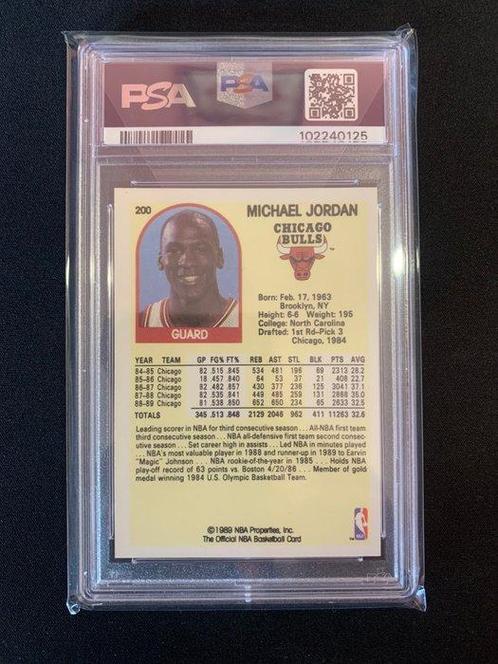 PSA
PSA
102240125
200 MICHAEL JORDAN
CHICAGO
BULLS™
GUARD
Born: Feb. 17, 1963
Brooklyn, NY
Height: 6-6 Weight: 195
College: North Carolina
Drafted: 1st Rd–Pick 3
Chicago, 1984
YEAR TEAM GP FG% FT% REB AST STL BLK PTS AVG
84-85 Chicago 82 .515 .845 534 481 196 69 2313 28.2
85-86 Chicago 18 .457 .840 64 53 37 21 408 22.7
86-87 Chicago 82 .482 .857 430 377 236 125 3041 37.1
87-88 Chicago 82 .535 .841 449 485 259 131 2868 35.0
88-89 Chicago 81 .538 .850 652 650 234 65 2633 32.5
TOTALS 345 .513 .848 2129 2046 962 411 11263 32.6
Leading scorer in NBA for third consecutive season . . . All-NBA first team
third consecutive season . . . NBA all-defensive first team second consec-
utive season . . . Set career high in assists . . . Led NBA in minutes played
. . . NBA's most valuable player in 1988 and runner-up in 1989 to Earvin
"Magic" Johnson . . . NBA rookie-of-the-year in 1985 . . . Holds NBA
play-off record of 63 points vs. Boston 4/20/86 . . . Member of gold
medal winning 1984 U.S. Olympic Basketball Team.
©1989 NBA Properties, Inc.
The Official NBA Basketball Card